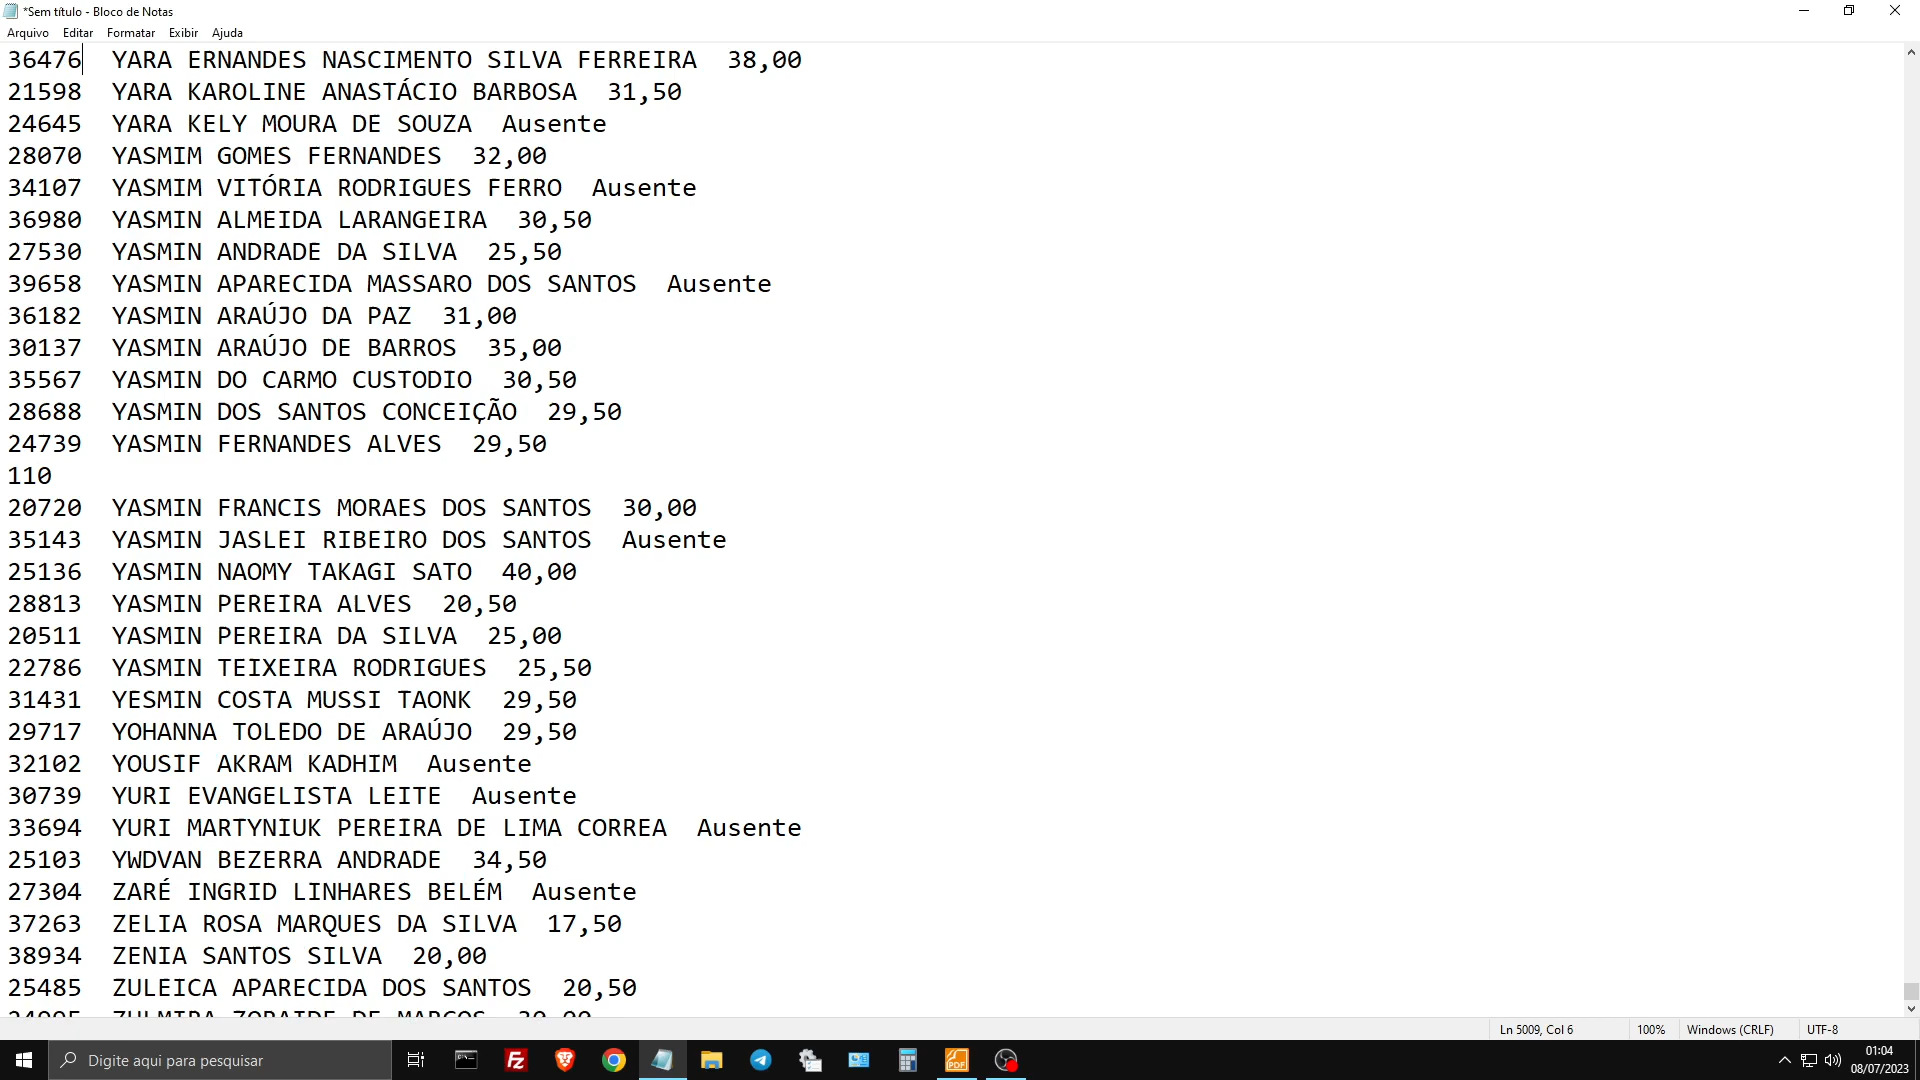 *Sem título - Bloco de Notas
Arquivo Editar Formatar Exibir Ajuda
36476  YARA ERNANDES NASCIMENTO SILVA FERREIRA  38,00
21598  YARA KAROLINE ANASTÁCIO BARBOSA  31,50
24645  YARA KELY MOURA DE SOUZA  Ausente
28070  YASMIM GOMES FERNANDES  32,00
34107  YASMIM VITÓRIA RODRIGUES FERRO  Ausente
36980  YASMIN ALMEIDA LARANGEIRA  30,50
27530  YASMIN ANDRADE DA SILVA  25,50
39658  YASMIN APARECIDA MASSARO DOS SANTOS  Ausente
36182  YASMIN ARAÚJO DA PAZ  31,00
30137  YASMIN ARAÚJO DE BARROS  35,00
35567  YASMIN DO CARMO CUSTODIO  30,50
28688  YASMIN DOS SANTOS CONCEIÇÃO  29,50
24739  YASMIN FERNANDES ALVES  29,50
110
20720  YASMIN FRANCIS MORAES DOS SANTOS  30,00
35143  YASMIN JASLEI RIBEIRO DOS SANTOS  Ausente
25136  YASMIN NAOMY TAKAGI SATO  40,00
28813  YASMIN PEREIRA ALVES  20,50
20511  YASMIN PEREIRA DA SILVA  25,00
22786  YASMIN TEIXEIRA RODRIGUES  25,50
31431  YESMIN COSTA MUSSI TAONK  29,50
29717  YOHANNA TOLEDO DE ARAÚJO  29,50
32102  YOUSIF AKRAM KADHIM  Ausente
30739  YURI EVANGELISTA LEITE  Ausente
33694  YURI MARTYNIUK PEREIRA DE LIMA CORREA  Ausente
25103  YWDVAN BEZERRA ANDRADE  34,50
27304  ZARÉ INGRID LINHARES BELÉM  Ausente
37263  ZELIA ROSA MARQUES DA SILVA  17,50
38934  ZENIA SANTOS SILVA  20,00
25485  ZULEICA APARECIDA DOS SANTOS  20,50
ZULMIRA ZORAIDE DE MARCOS
Ln 5009, Col 6 100% Windows (CRLF) UTF-8
Digite aqui para pesquisar
PDF
01:04
08/07/2023